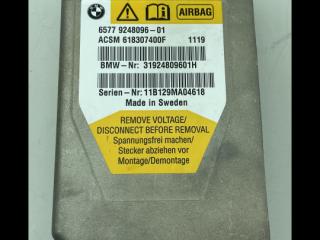 AIRBAG
6577 9248096-01
ACSM 618307400F 1119
BMW-Nr: 31924809601H
Serien-Nr:11B129MA04618
Made in Sweden
REMOVE VOLTAGE/
DISCONNECT BEFORE REMOVAL
Spannungsfrei machen/
Stecker abziehen vor
Montage/Demontage